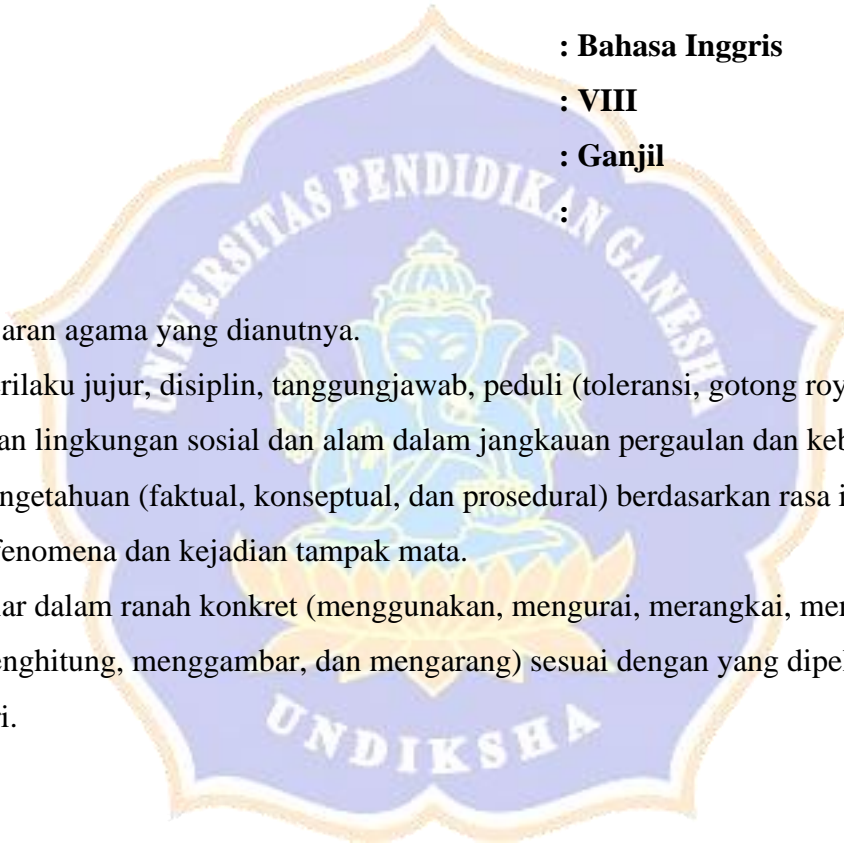 : Bahasa Inggris
: VIII
: Ganjil
:
UNIVERSITAS PENDIDIKAN GANESHA
aran agama yang dianutnya.
rilaku jujur, disiplin, tanggungjawab, peduli (toleransi, gotong roy
an lingkungan sosial dan alam dalam jangkauan pergaulan dan keb
ngetahuan (faktual, konseptual, dan prosedural) berdasarkan rasa i
fenomena dan kejadian tampak mata.
ar dalam ranah konkret (menggunakan, mengurai, merangkai, mer
enghitung, menggambar, dan mengarang) sesuai dengan yang dipel
ri.
UNDIKSHA